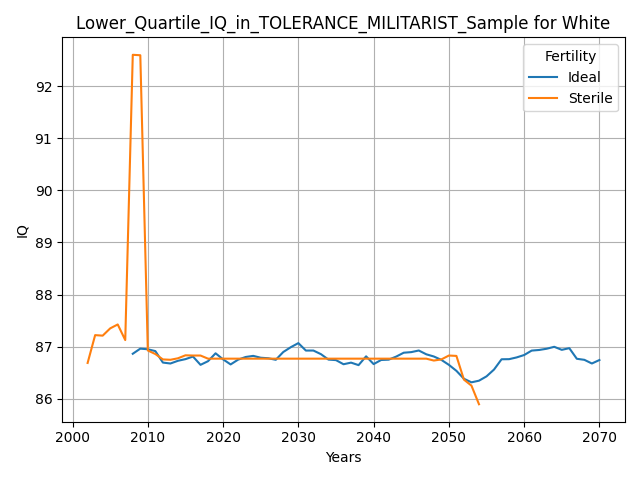 Lower_Quartile_IQ_in_TOLERANCE_MILITARIST_Sample for White
Fertility
Ideal
Sterile
92
91
90
89
88
87
86
IQ
2000
2010
2020
2030
2040
2050
2060
2070
Years